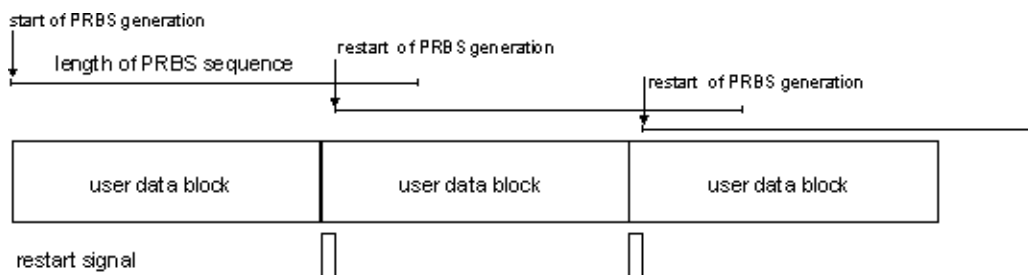 start of PRBS generation
restart of PRBS generation
length of PRBS sequence
restart of PRBS generation
user data block
user data block
user data block
restart signal